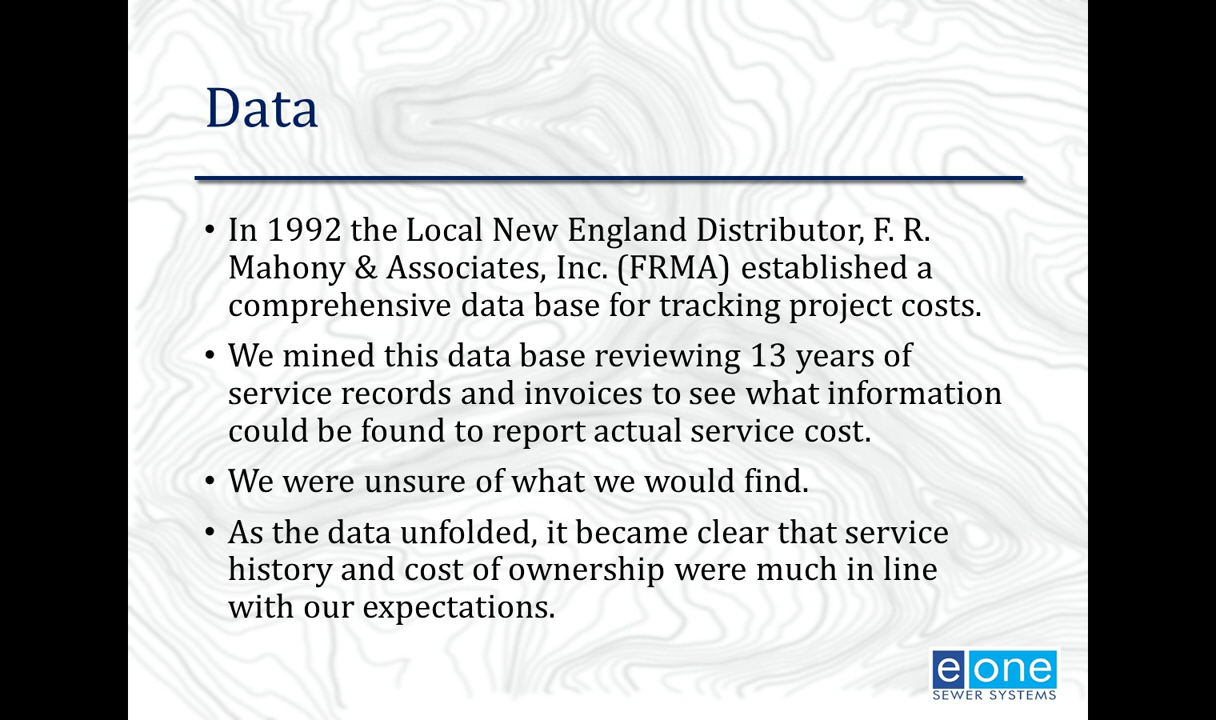 Data
• In 1992 the Local New England Distributor, F. R.
Mahony & Associates, Inc. (FRMA) established a
comprehensive data base for tracking project costs.
• We mined this data base reviewing 13 years of
service records and invoices to see what information
could be found to report actual service cost.
• We were unsure of what we would find.
• As the data unfolded, it became clear that service
history and cost of ownership were much in line
with our expectations.
e one
SEWER SYSTEMS